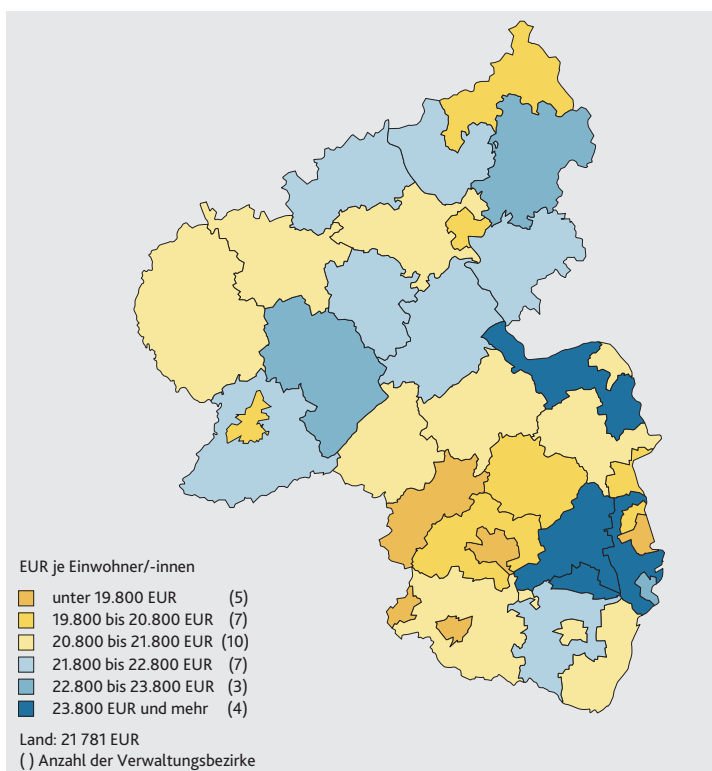 EUR je Einwohner/-innen
unter 19.800 EUR (5)
19.800 bis 20.800 EUR (7)
20.800 bis 21.800 EUR (10)
21.800 bis 22.800 EUR (7)
22.800 bis 23.800 EUR (3)
23.800 EUR und mehr (4)
Land: 21 781 EUR
( ) Anzahl der Verwaltungsbezirke